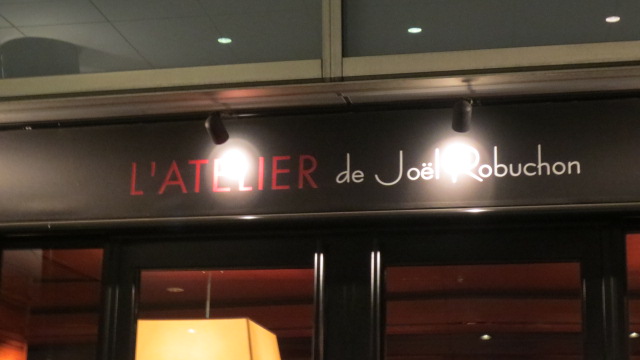 L'ATELIER de Joël Robuchon